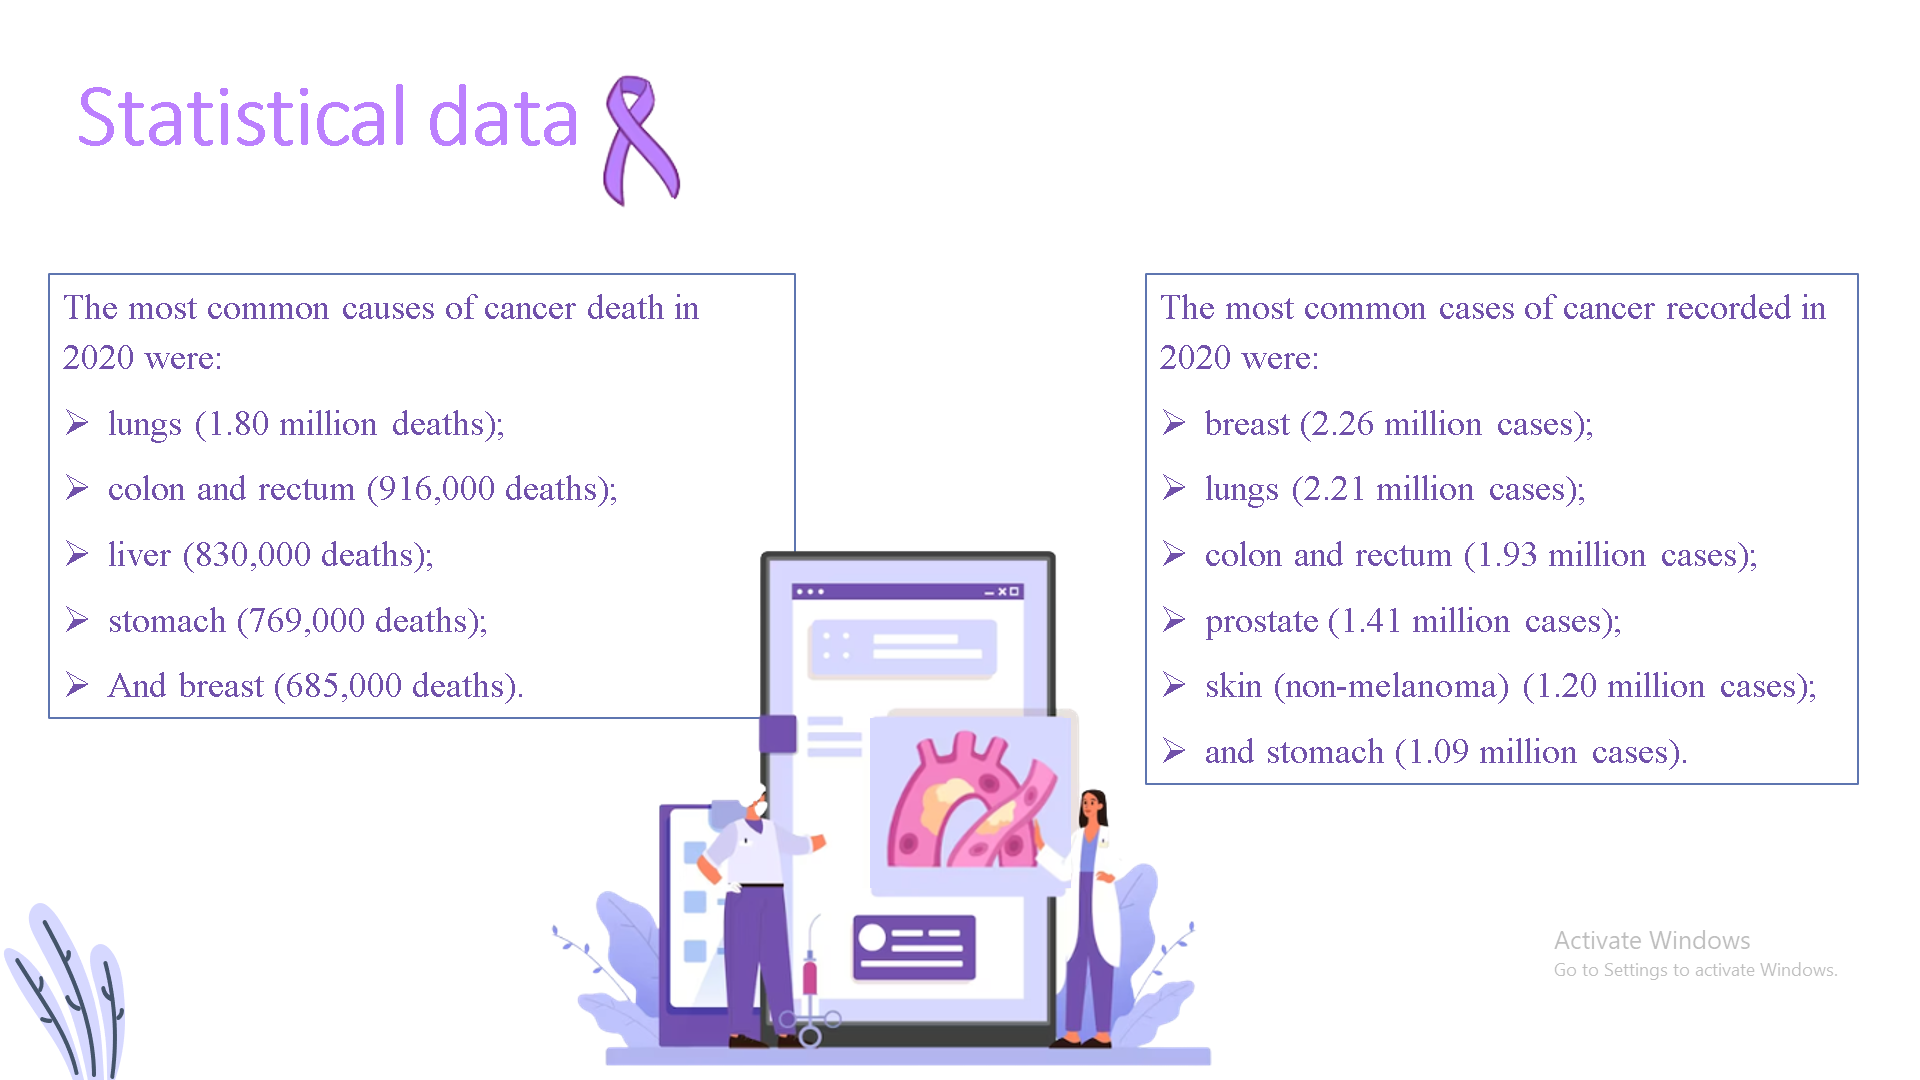 Statistical data
The most common causes of cancer death in
2020 were:
➢ lungs (1.80 million deaths);
➢ colon and rectum (916,000 deaths);
➢ liver (830,000 deaths);
➢ stomach (769,000 deaths);
➢ And breast (685,000 deaths).
The most common cases of cancer recorded in
2020 were:
➢ breast (2.26 million cases);
➢ lungs (2.21 million cases);
➢ colon and rectum (1.93 million cases);
➢ prostate (1.41 million cases);
➢ skin (non-melanoma) (1.20 million cases);
➢ and stomach (1.09 million cases).
Activate Windows
Go to Settings to activate Windows.